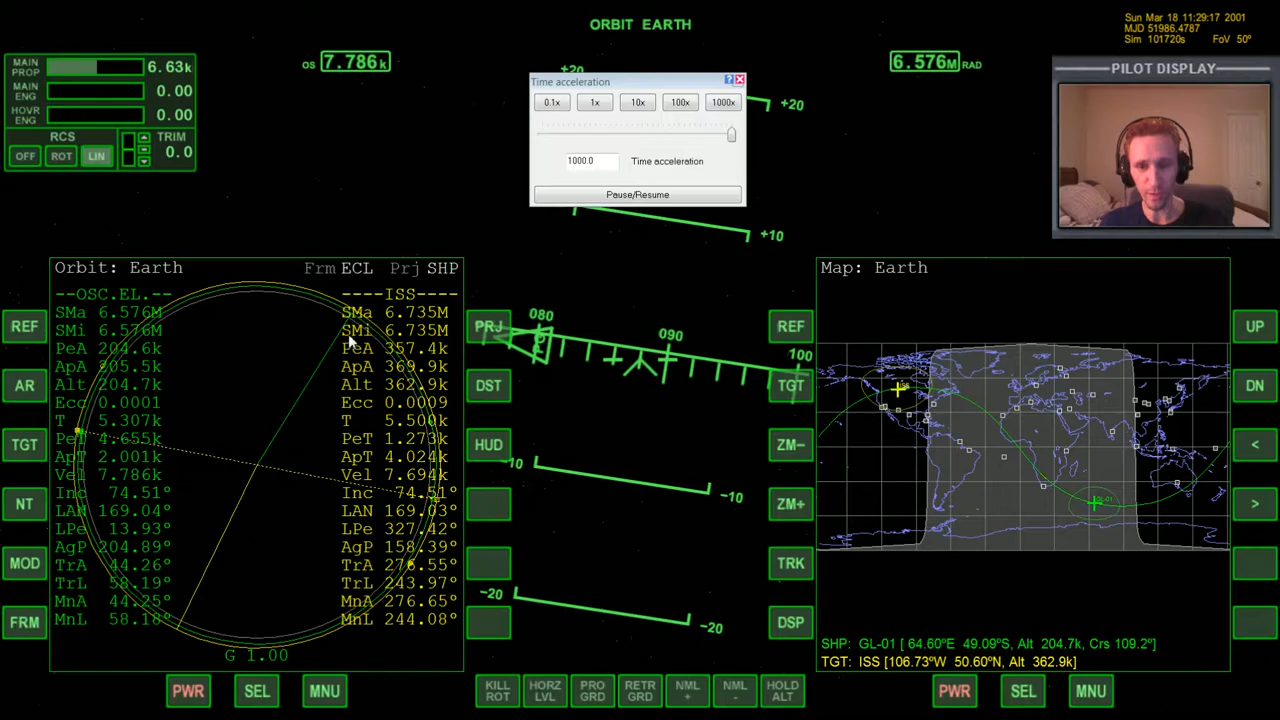 ORBIT EARTH
Sun Mar 18 11:29:17 2001
MJD 51986.4787
Sim 101720s FoV 50°
MAIN PROP 6.63k
MAIN ENG 0.00
HOVR ENG 0.00
RCS TRIM
OFF ROT LIN 0.0
OS 7.786k
6.576M RAD
PILOT DISPLAY
+20
+20
Time acceleration ?
0.1x 1x 10x 100x 1000x
1000.0 Time acceleration
Pause/Resume
+10
Orbit: Earth Frm ECL Prj SHP
--OSC.EL.-- ----ISS----
SMa 6.576M SMa 6.735M
SMi 6.576M SMi 6.735M
PeA 204.6k PeA 357.4k
ApA 205.5k ApA 369.9k
Alt 204.7k Alt 362.9k
Ecc 0.0001 Ecc 0.0009
T 5.307k T 5.500k
PeT 4.655k PeT 1.273k
ApT 2.001k ApT 4.024k
Vel 7.786k Vel 7.694k
Inc 74.51° Inc 74.51°
LAN 169.04° LAN 169.03°
LPe 13.93° LPe 327.42°
AgP 204.89° AgP 158.39°
TrA 44.26° TrA 276.55°
TrL 58.19° TrL 243.97°
MnA 44.25° MnA 276.65°
MnL 58.18° MnL 244.08°
G 1.00
REF
AR
TGT
NT
MOD
FRM
PRJ
DST
HUD
PWR SEL MNU
080
090
100
-10
-10
-20
-20
KILL ROT
HORZ LVL
PRO GRD
RETR GRD
NML +
NML -
HOLD ALT
Map: Earth
REF
TGT
ZM-
ZM+
TRK
DSP
UP
DN
<
>
GL-01
SHP: GL-01 [ 64.60ºE 49.09ºS, Alt 204.7k, Crs 109.2º]
TGT: ISS [106.73ºW 50.60ºN, Alt 362.9k]
PWR SEL MNU